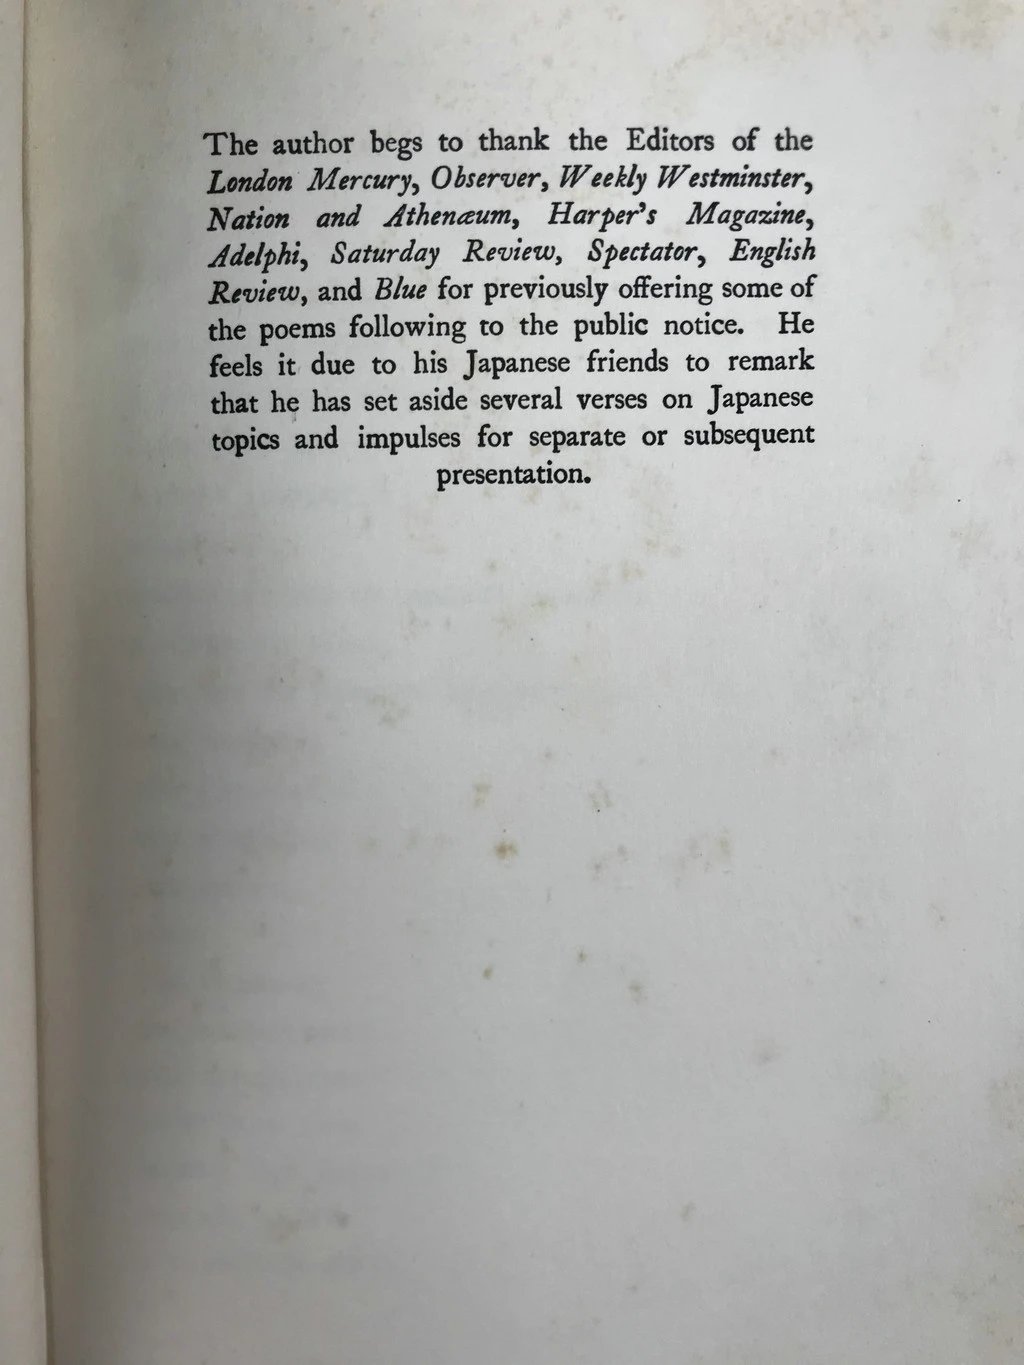 The author begs to thank the Editors of the
London Mercury, Observer, Weekly Westminster,
Nation and Athenæum, Harper's Magazine,
Adelphi, Saturday Review, Spectator, English
Review, and Blue for previously offering some of
the poems following to the public notice. He
feels it due to his Japanese friends to remark
that he has set aside several verses on Japanese
topics and impulses for separate or subsequent
presentation.